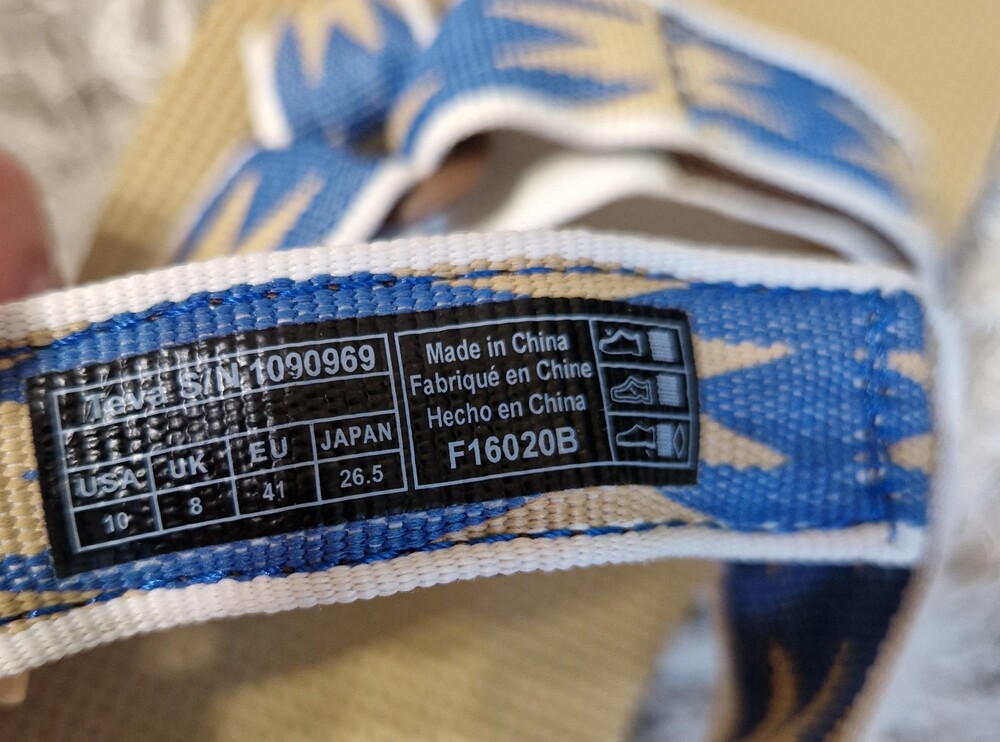 Teva S/N 1090969
USA UK EU JAPAN
10 8 41 26.5
Made in China
Fabriqué en Chine
Hecho en China
F16020B